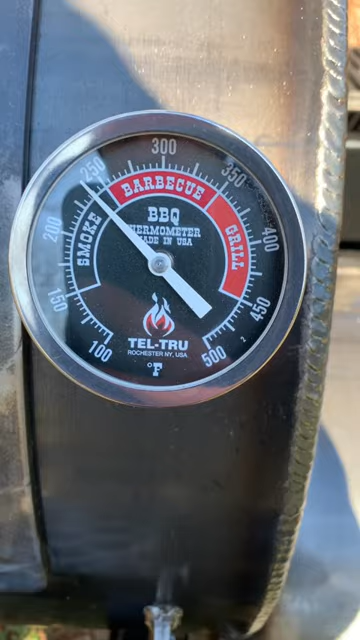 300
250
350
200
400
150
450
100
500
SMOKE
BARBECUE
GRILL
BBQ
THERMOMETER
MADE IN USA
TEL-TRU
ROCHESTER NY, USA
°F
2